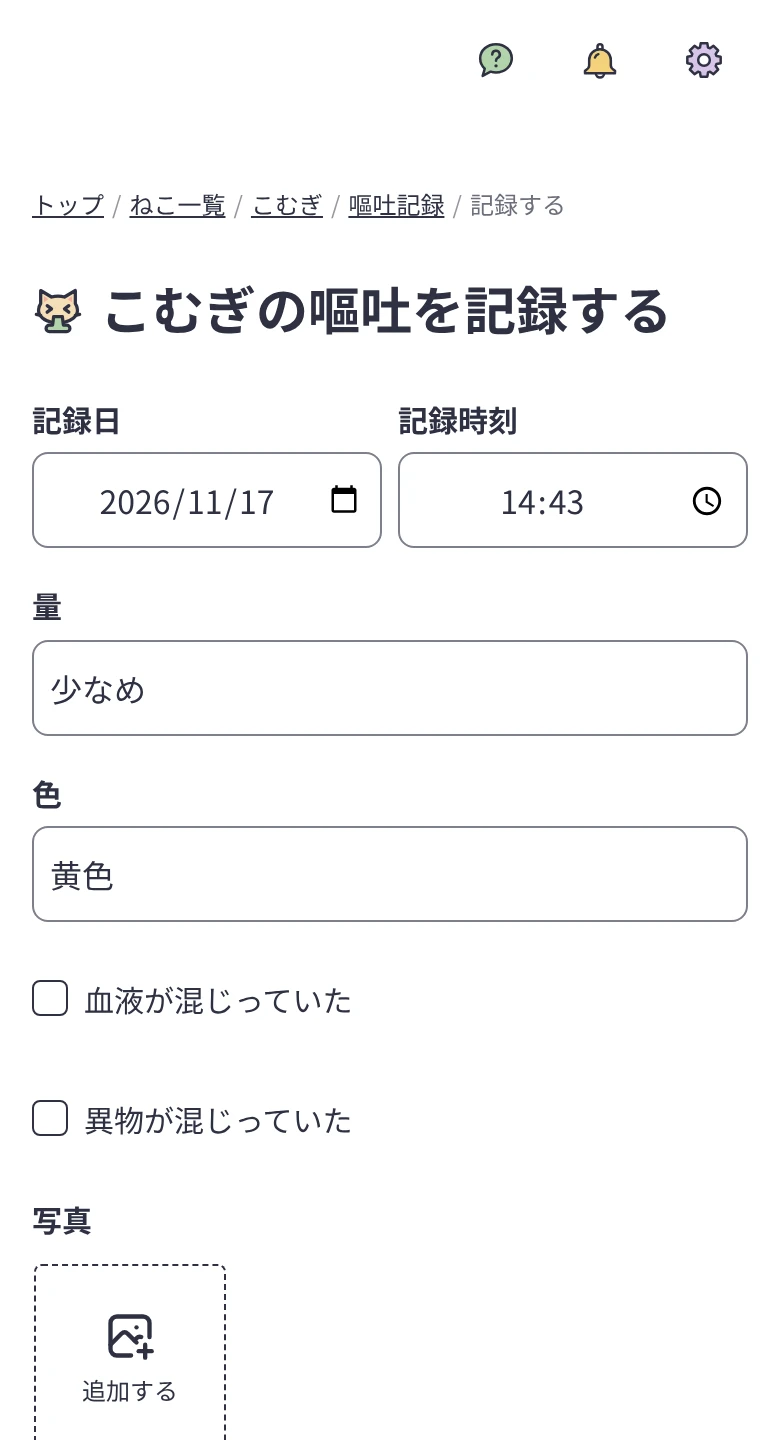 トップ / ねこ一覧 / こむぎ / 嘔吐記録 / 記録する
こむぎの嘔吐を記録する
記録日
記録時刻
2026/11/17
14:43
量
少なめ
色
黄色
血液が混じっていた
異物が混じっていた
写真
追加する